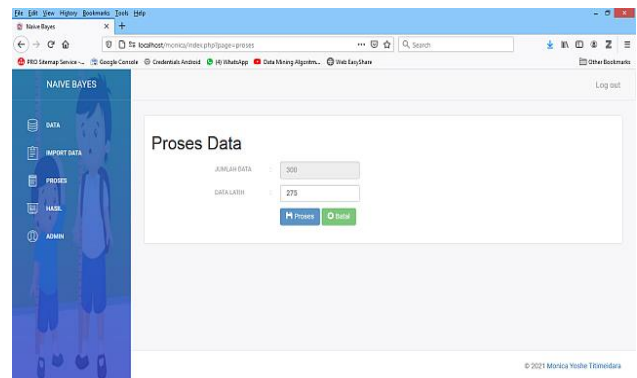 File Edit View History Bookmarks Tools Help
Naive Bayes
localhost/monica/index.php?page=proses
Search
PRO Sitemap Service -... Google Console Credentials Android (4) WhatsApp Data Mining Algoritm... Web EasyShare Other Bookmarks
NAIVE BAYES
Log out
DATA
IMPORT DATA
PROSES
HASIL
ADMIN
Proses Data
JUMLAH DATA : 308
DATA LATIH : 275
Proses Batal
© 2021 Monica Yoshe Titimeidara